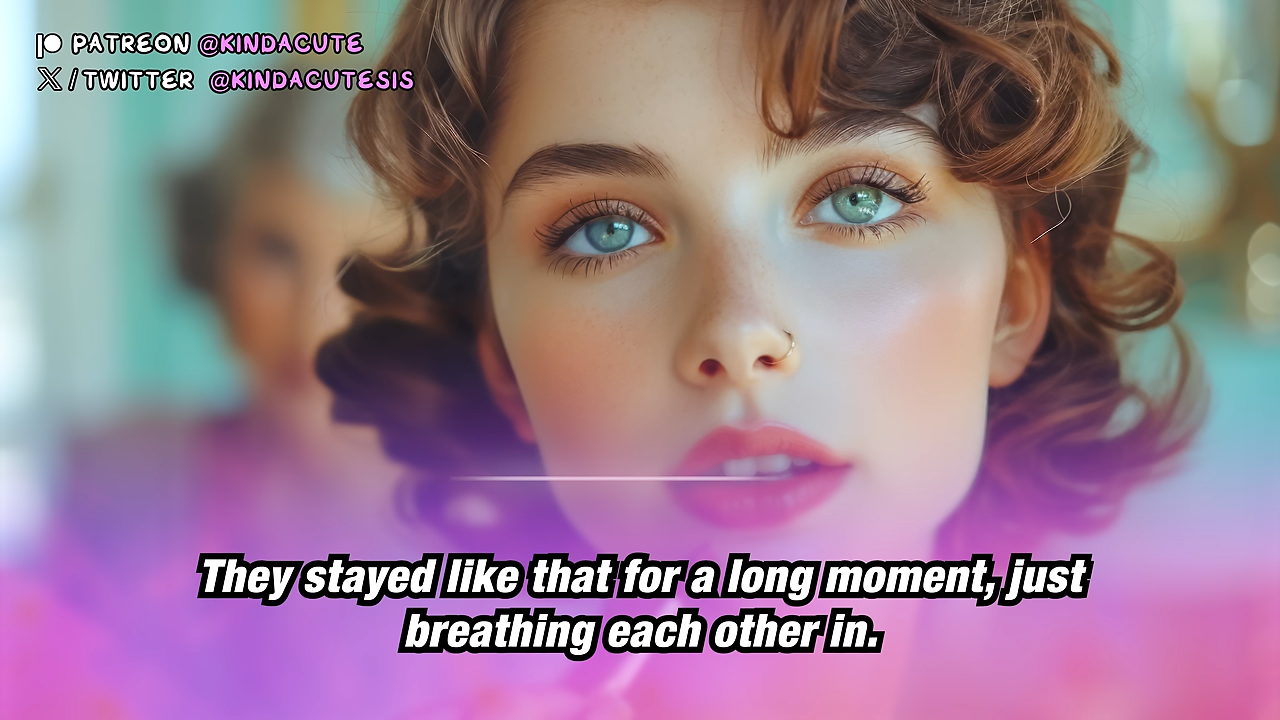 PATREON @KINDACUTE
X / TWITTER @KINDACUTESIS
They stayed like that for a long moment, just
breathing each other in.